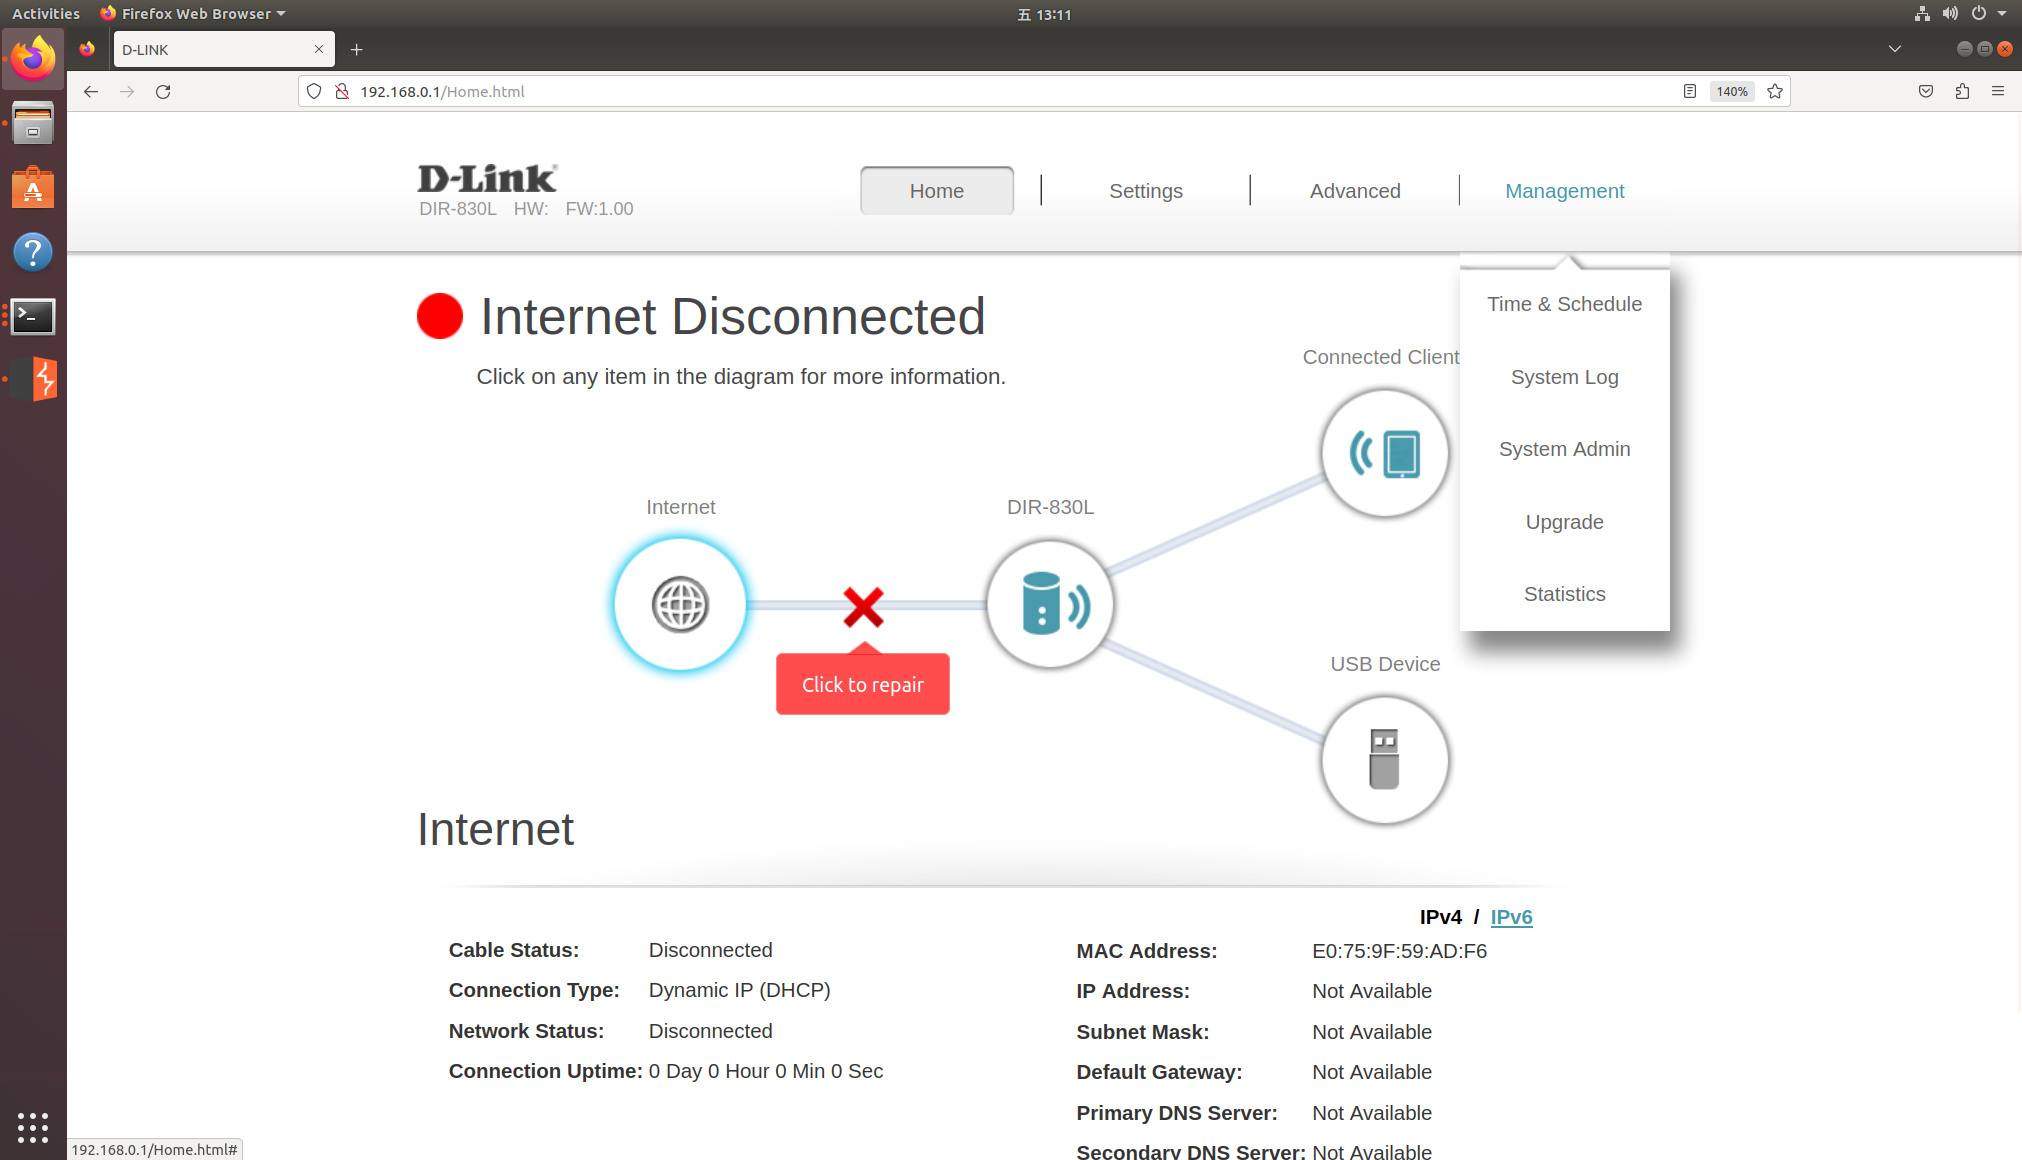 Activities Firefox Web Browser 五 13:11
D-LINK
192.168.0.1/Home.html 140%
D-Link
DIR-830L HW: FW:1.00
Home Settings Advanced Management
Time & Schedule
System Log
System Admin
Upgrade
Statistics
Internet Disconnected
Click on any item in the diagram for more information.
Connected Client
Internet
DIR-830L
Click to repair
USB Device
Internet
IPv4 / IPv6
Cable Status: Disconnected
Connection Type: Dynamic IP (DHCP)
Network Status: Disconnected
Connection Uptime: 0 Day 0 Hour 0 Min 0 Sec
MAC Address: E0:75:9F:59:AD:F6
IP Address: Not Available
Subnet Mask: Not Available
Default Gateway: Not Available
Primary DNS Server: Not Available
Secondary DNS Server: Not Available
192.168.0.1/Home.html#